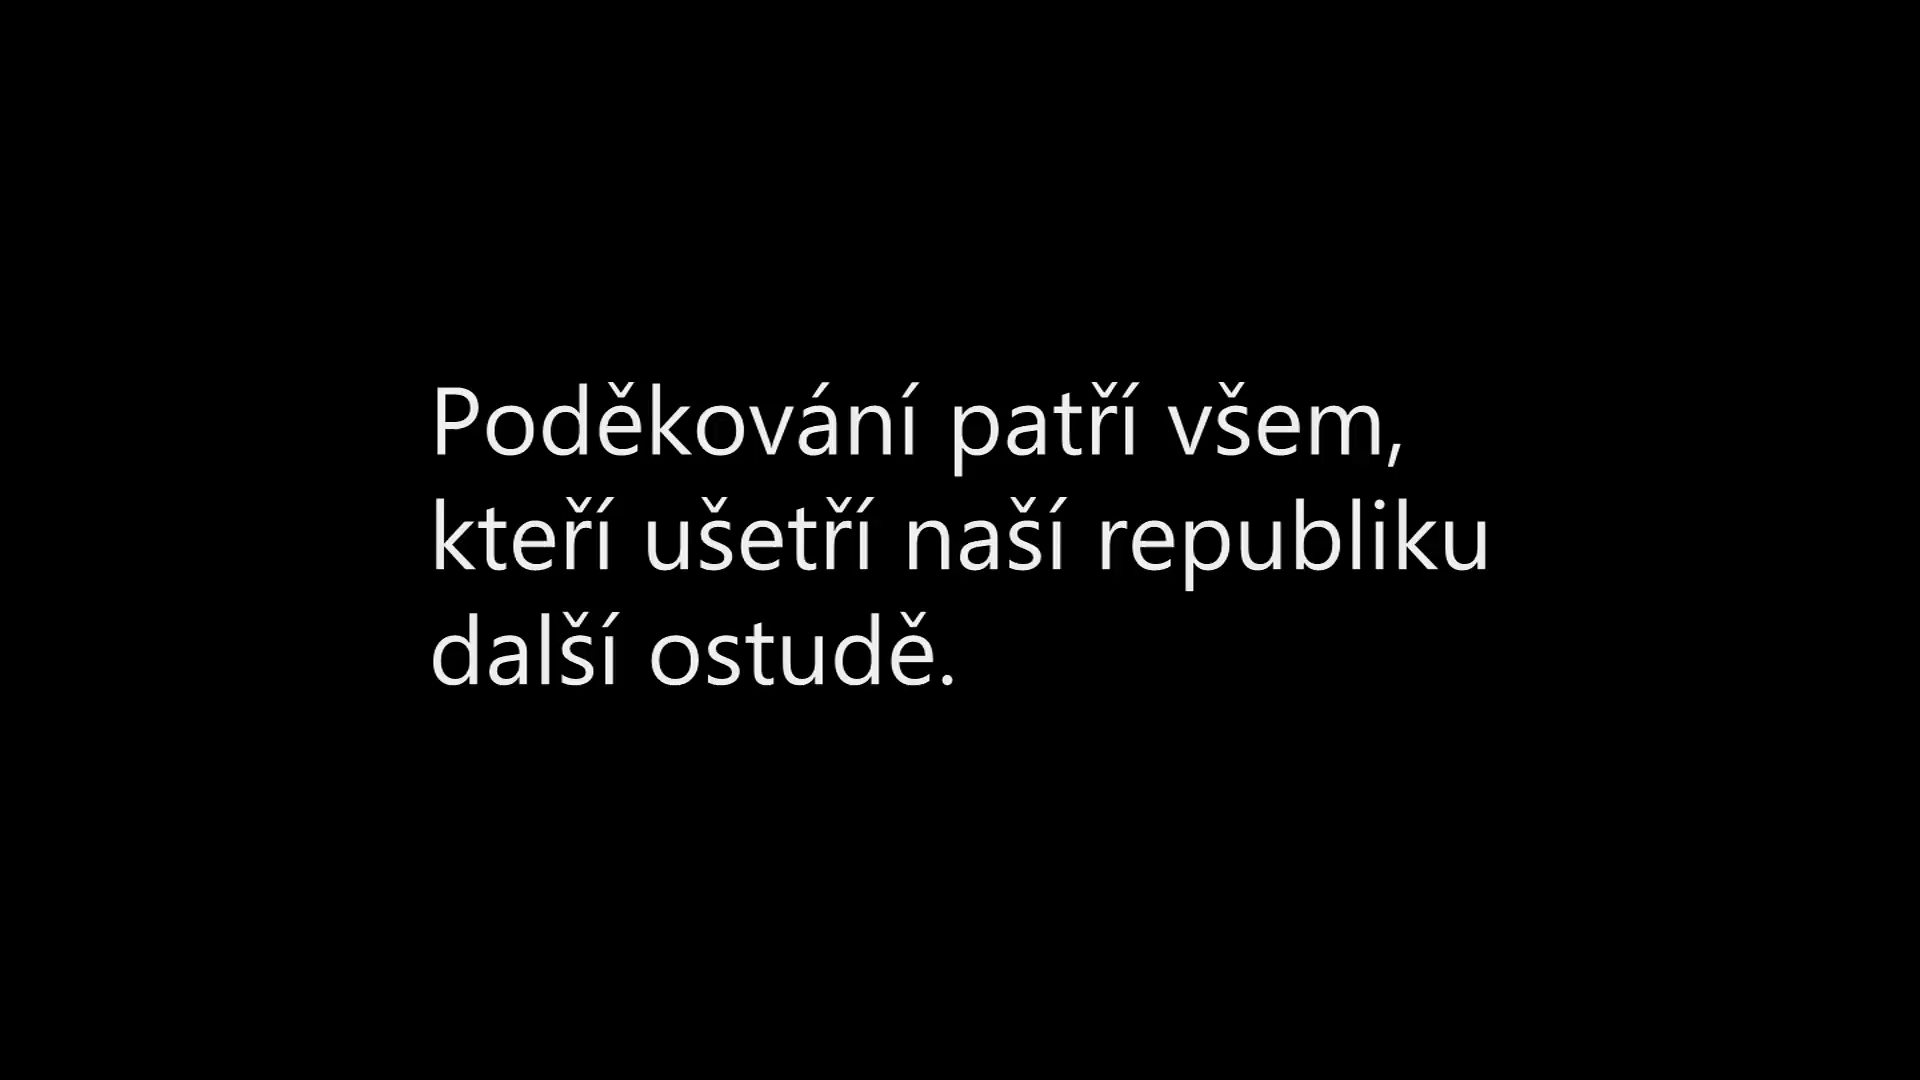 Poděkování patří všem,
kteří ušetří naší republiku
další ostudě.